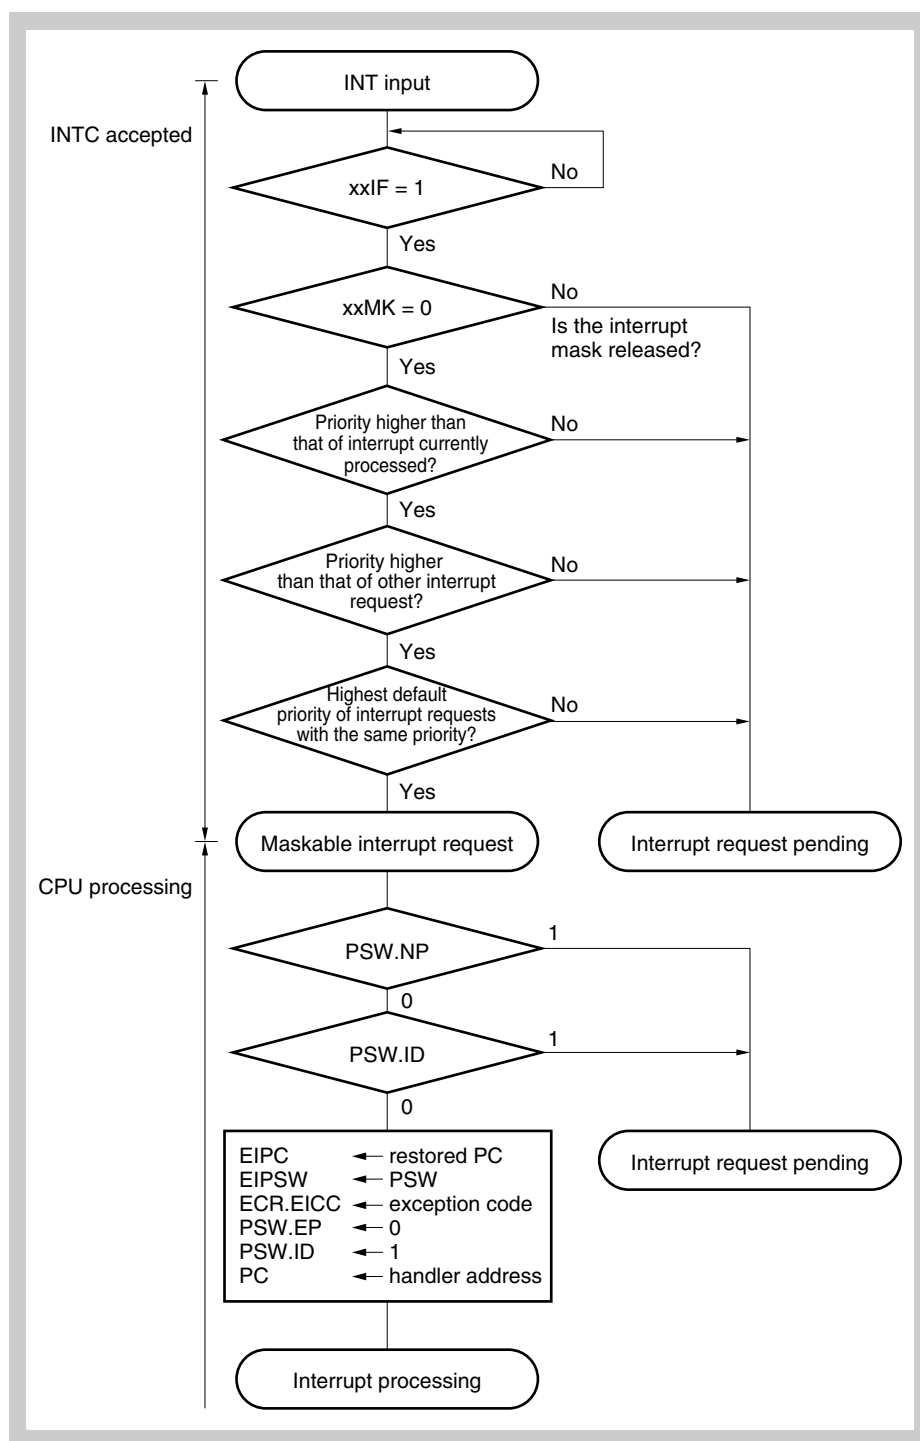 INT input
INTC accepted
xxIF = 1
No
Yes
xxMK = 0
No
Is the interrupt
mask released?
Yes
Priority higher than
that of interrupt currently
processed?
No
Yes
Priority higher
than that of other interrupt
request?
No
Yes
Highest default
priority of interrupt requests
with the same priority?
No
Yes
Maskable interrupt request
Interrupt request pending
CPU processing
PSW.NP
1
0
PSW.ID
1
0
EIPC ← restored PC
EIPSW ← PSW
ECR.EICC ← exception code
PSW.EP ← 0
PSW.ID ← 1
PC ← handler address
Interrupt request pending
Interrupt processing